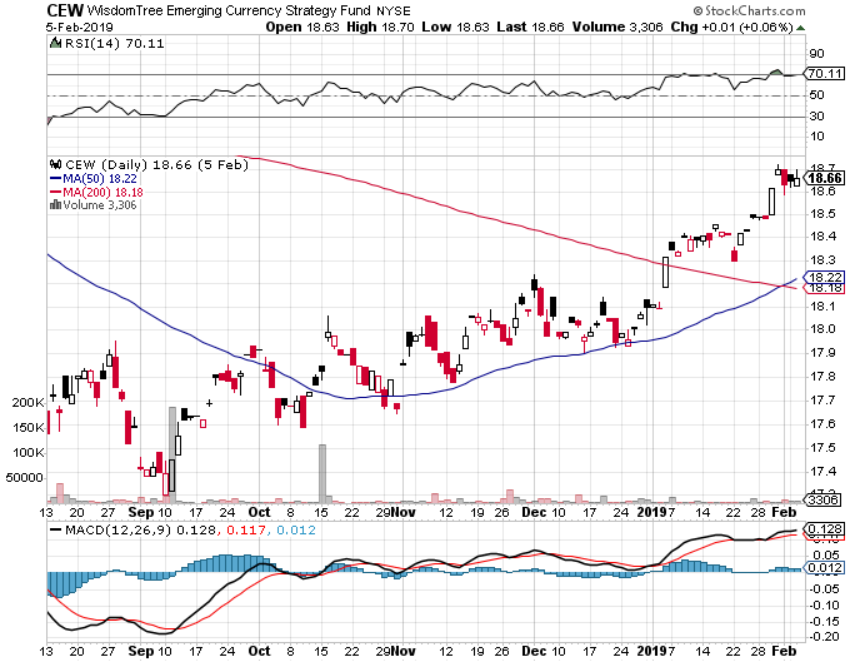 CEW WisdomTree Emerging Currency Strategy Fund NYSE © StockCharts.com
5-Feb-2019 Open 18.63 High 18.70 Low 18.63 Last 18.66 Volume 3,306 Chg +0.01 (+0.06%)
RSI(14) 70.11
90
70.11
50
30
10
CEW (Daily) 18.66 (5 Feb)
MA(50) 18.22
MA(200) 18.18
Volume 3,306
18.7
18.66
18.6
18.5
18.4
18.3
18.22
18.18
18.1
18.0
17.9
17.8
17.7
17.6
17.5
17.4
3306
200K
150K
100K
50000
13 20 27 Sep 10 17 24 Oct 8 15 22 29 Nov 12 19 26 Dec 10 17 24 2019 7 14 22 28 Feb
MACD(12,26,9) 0.128, 0.117, 0.012
0.128
0.05
0.012
-0.05
-0.10
-0.15
-0.20
13 20 27 Sep 10 17 24 Oct 8 15 22 29 Nov 12 19 26 Dec 10 17 24 2019 7 14 22 28 Feb